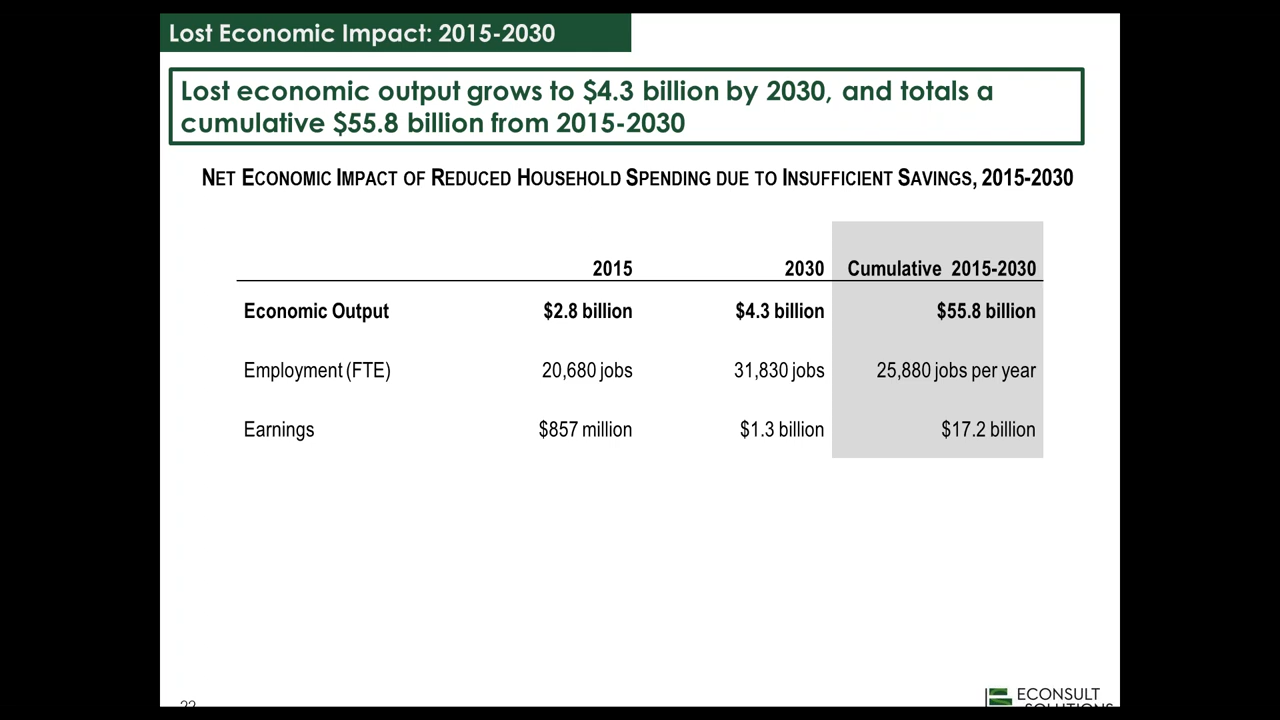 Lost Economic Impact: 2015-2030
Lost economic output grows to $4.3 billion by 2030, and totals a
cumulative $55.8 billion from 2015-2030
NET ECONOMIC IMPACT OF REDUCED HOUSEHOLD SPENDING DUE TO INSUFFICIENT SAVINGS, 2015-2030
2015 2030 Cumulative 2015-2030
Economic Output $2.8 billion $4.3 billion $55.8 billion
Employment (FTE) 20,680 jobs 31,830 jobs 25,880 jobs per year
Earnings $857 million $1.3 billion $17.2 billion
22
ECONSULT
SOLUTIONS